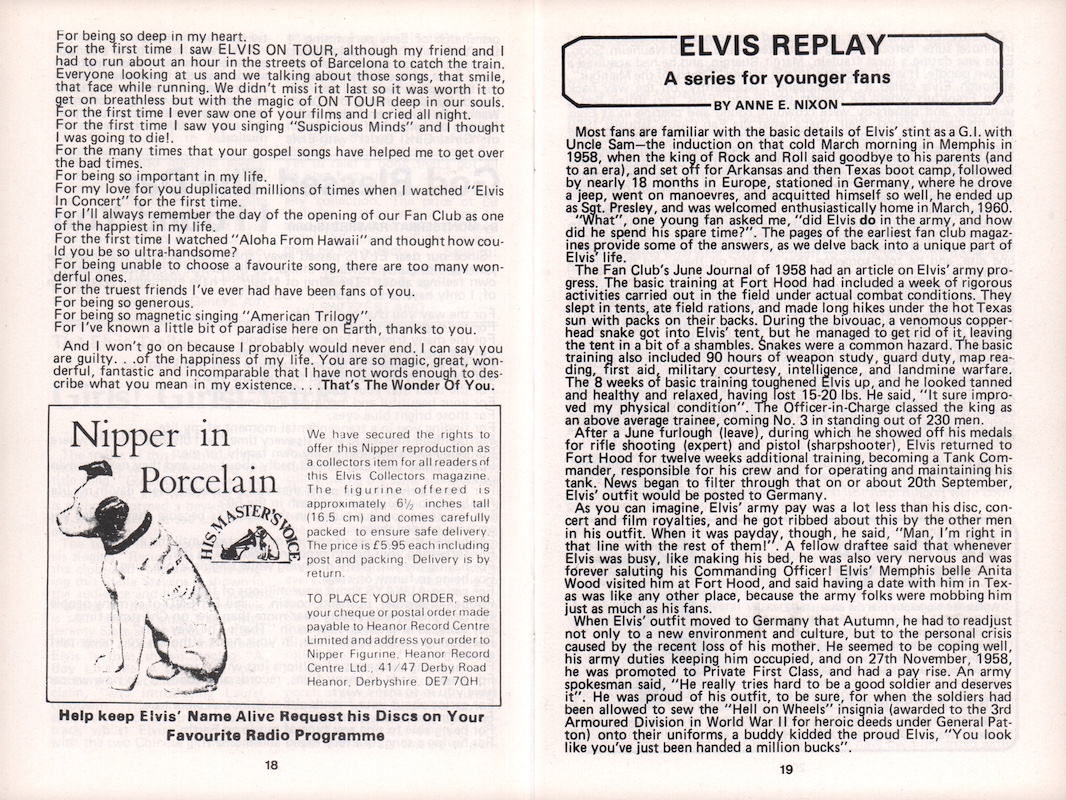 For being so deep in my heart.
For the first time I saw ELVIS ON TOUR, although my friend and I
had to run about an hour in the streets of Barcelona to catch the train.
Everyone looking at us and we talking about those songs, that smile,
that face while running. We didn't miss it at last so it was worth it to
get on breathless but with the magic of ON TOUR deep in our souls.
For the first time I ever saw one of your films and I cried all night.
For the first time I saw you singing "Suspicious Minds" and I thought
I was going to die!.
For the many times that your gospel songs have helped me to get over
the bad times.
For being so important in my life.
For my love for you duplicated millions of times when I watched "Elvis
In Concert" for the first time.
For I'll always remember the day of the opening of our Fan Club as one
of the happiest in my life.
For the first time I watched "Aloha From Hawaii" and thought how cou-
ld you be so ultra-handsome?
For being unable to choose a favourite song, there are too many won-
derful ones.
For the truest friends I've ever had have been fans of you.
For being so generous.
For being so magnetic singing "American Trilogy".
For I've known a little bit of paradise here on Earth, thanks to you.
And I won't go on because I probably would never end. I can say you
are guilty. . .of the happiness of my life. You are so magic, great, won-
derful, fantastic and incomparable that I have not words enough to des-
cribe what you mean in my existence. . . .That's The Wonder Of You.
Nipper in
Porcelain
HIS MASTER'S VOICE
We have secured the rights to
offer this Nipper reproduction as
a collectors item for all readers of
this Elvis Collectors magazine.
The figurine offered is
approximately 6½ inches tall
(16.5 cm) and comes carefully
packed to ensure safe delivery.
The price is £5.95 each including
post and packing. Delivery is by
return.
TO PLACE YOUR ORDER, send
your cheque or postal order made
payable to Heanor Record Centre
Limited and address your order to
Nipper Figurine, Heanor Record
Centre Ltd., 41/47 Derby Road
Heanor, Derbyshire. DE7 7QH.
Help keep Elvis' Name Alive Request his Discs on Your
Favourite Radio Programme
18
ELVIS REPLAY
A series for younger fans
BY ANNE E. NIXON
Most fans are familiar with the basic details of Elvis' stint as a G.I. with
Uncle Sam—the induction on that cold March morning in Memphis in
1958, when the king of Rock and Roll said goodbye to his parents (and
to an era), and set off for Arkansas and then Texas boot camp, followed
by nearly 18 months in Europe, stationed in Germany, where he drove
a jeep, went on manoevres, and acquitted himself so well, he ended up
as Sgt. Presley, and was welcomed enthusiastically home in March, 1960.
"What", one young fan asked me, "did Elvis do in the army, and how
did he spend his spare time?". The pages of the earliest fan club magaz-
ines provide some of the answers, as we delve back into a unique part of
Elvis' life.
The Fan Club's June Journal of 1958 had an article on Elvis' army pro-
gress. The basic training at Fort Hood had included a week of rigorous
activities carried out in the field under actual combat conditions. They
slept in tents, ate field rations, and made long hikes under the hot Texas
sun with packs on their backs. During the bivouac, a venomous copper-
head snake got into Elvis' tent, but he managed to get rid of it, leaving
the tent in a bit of a shambles. Snakes were a common hazard. The basic
training also included 90 hours of weapon study, guard duty, map rea-
ding, first aid, military courtesy, intelligence, and landmine warfare.
The 8 weeks of basic training toughened Elvis up, and he looked tanned
and healthy and relaxed, having lost 15-20 lbs. He said, "It sure impro-
ved my physical condition". The Officer-in-Charge classed the king as
an above average trainee, coming No. 3 in standing out of 230 men.
After a June furlough (leave), during which he showed off his medals
for rifle shooting (expert) and pistol (sharpshooter), Elvis returned to
Fort Hood for twelve weeks additional training, becoming a Tank Com-
mander, responsible for his crew and for operating and maintaining his
tank. News began to filter through that on or about 20th September,
Elvis' outfit would be posted to Germany.
As you can imagine, Elvis' army pay was a lot less than his disc, con-
cert and film royalties, and he got ribbed about this by the other men
in his outfit. When it was payday, though, he said, "Man, I'm right in
that line with the rest of them!'. A fellow draftee said that whenever
Elvis was busy, like making his bed, he was also very nervous and was
forever saluting his Commanding Officer! Elvis' Memphis belle Anita
Wood visited him at Fort Hood, and said having a date with him in Tex-
as was like any other place, because the army folks were mobbing him
just as much as his fans.
When Elvis' outfit moved to Germany that Autumn, he had to readjust
not only to a new environment and culture, but to the personal crisis
caused by the recent loss of his mother. He seemed to be coping well,
his army duties keeping him occupied, and on 27th November, 1958,
he was promoted to Private First Class, and had a pay rise. An army
spokesman said, "He really tries hard to be a good soldier and deserves
it". He was proud of his outfit, to be sure, for when the soldiers had
been allowed to sew the "Hell on Wheels" insignia (awarded to the 3rd
Armoured Division in World War II for heroic deeds under General Pat-
ton) onto their uniforms, a buddy kidded the proud Elvis, "You look
like you've just been handed a million bucks".
19